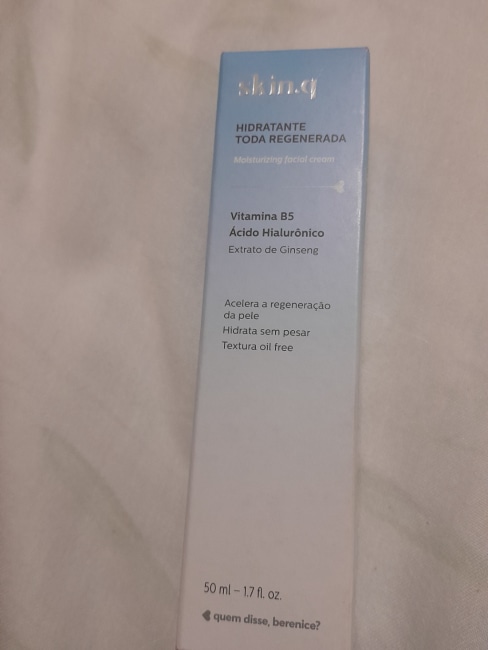 skin.q
HIDRATANTE
TODA REGENERADA
Moisturizing facial cream
Vitamina B5
Ácido Hialurônico
Extrato de Ginseng
Acelera a regeneração
da pele
Hidrata sem pesar
Textura oil free
50 ml – 1.7 fl. oz.
quem disse, berenice?